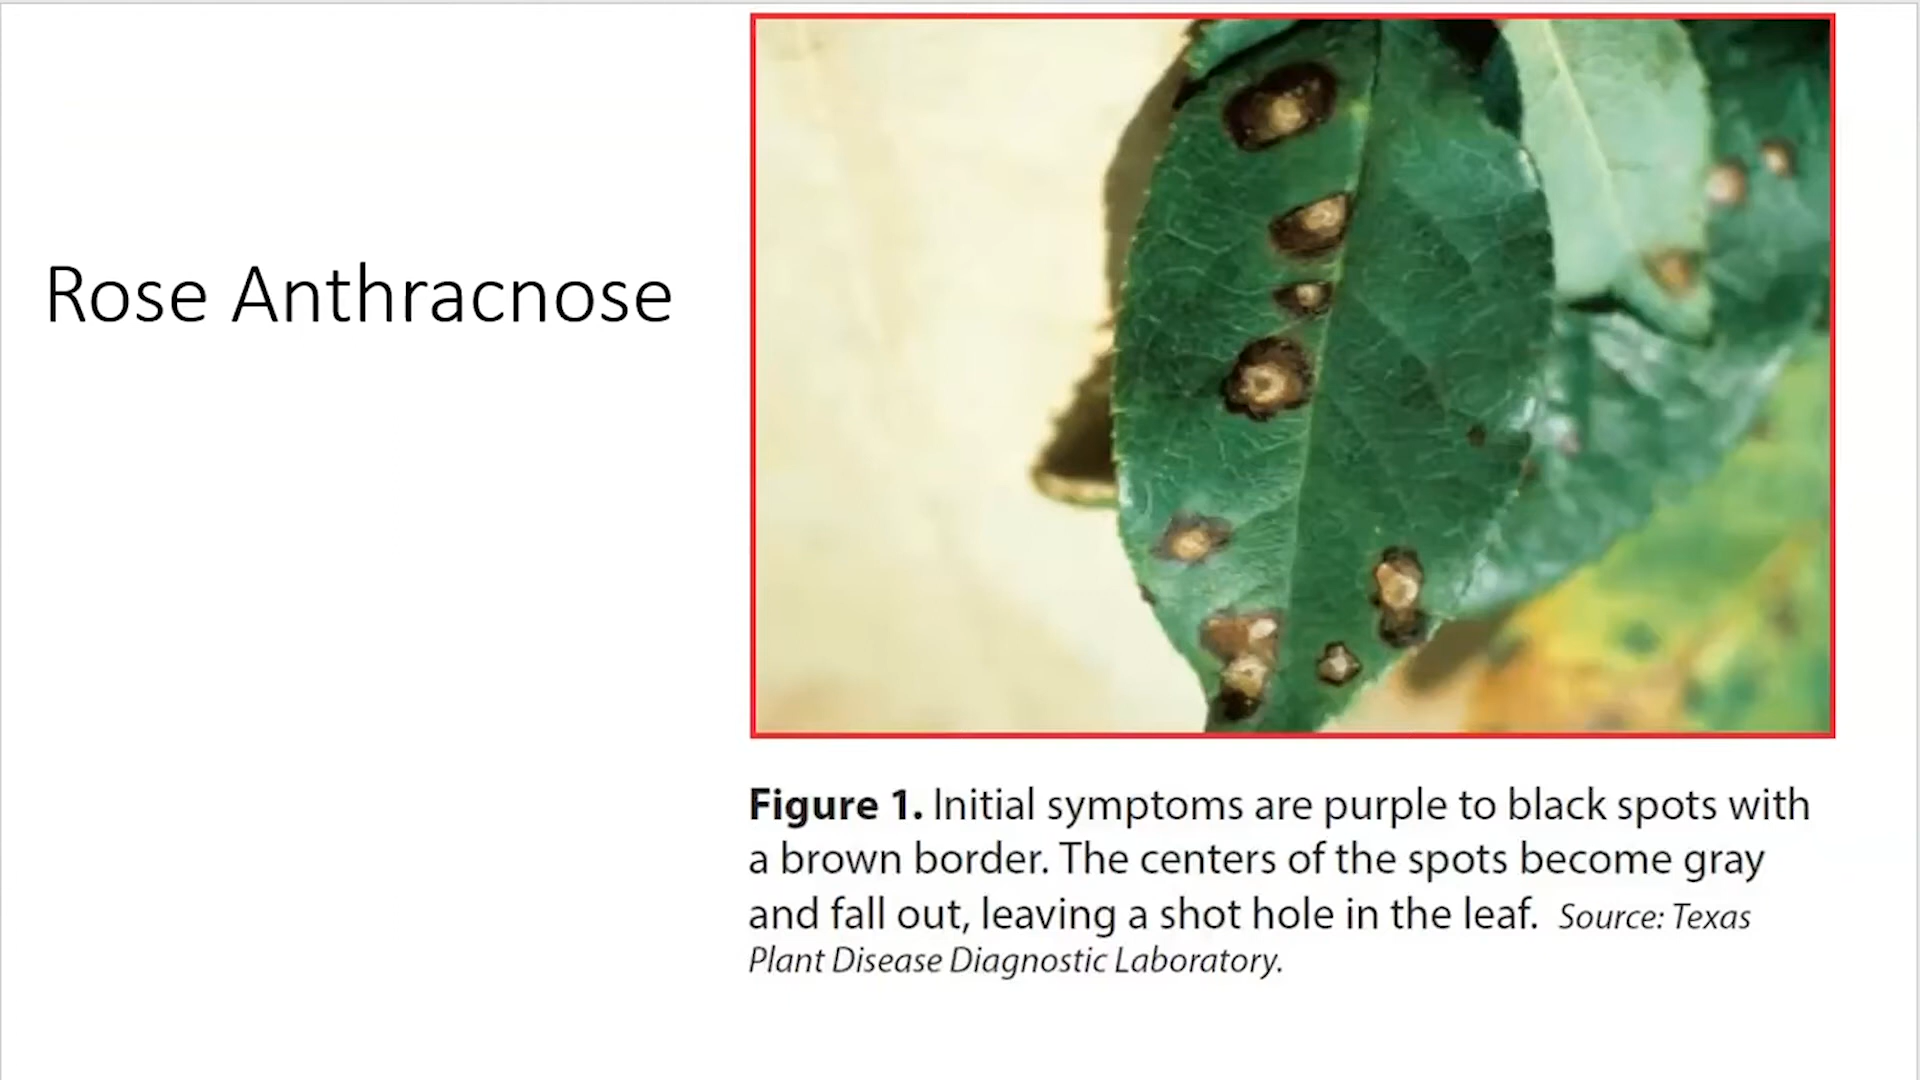 Rose Anthracnose
Figure 1. Initial symptoms are purple to black spots with
a brown border. The centers of the spots become gray
and fall out, leaving a shot hole in the leaf. Source: Texas
Plant Disease Diagnostic Laboratory.